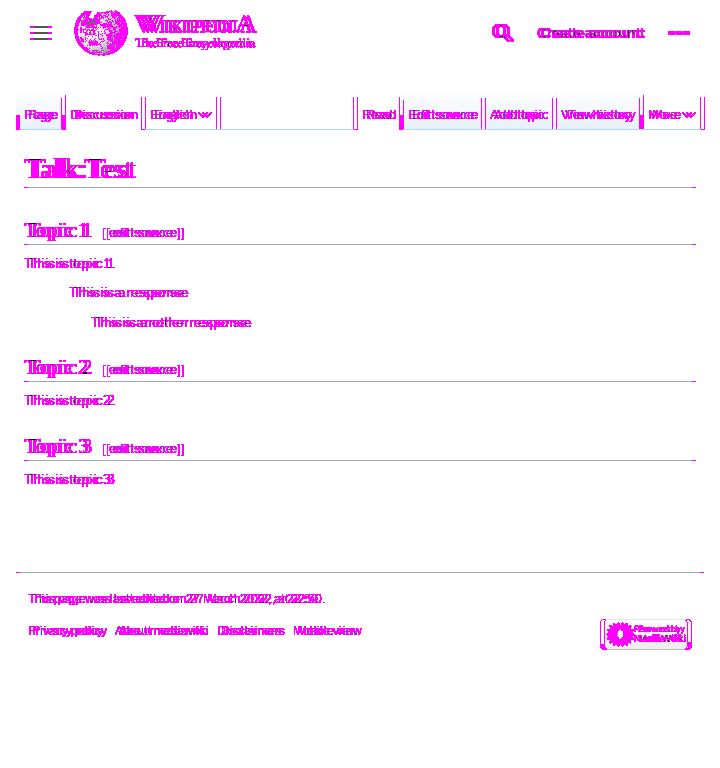 WIKIPEDIA
The Free Encyclopedia
Create account
Page Discussion English Read Edit source Add topic View history More
Talk:Test
Topic 1 [edit source]
This is topic 1
This is a response
This is another response
Topic 2 [edit source]
This is topic 2
Topic 3 [edit source]
This is topic 3
This page was last edited on 27 March 2022, at 22:50.
Privacy policy About mediawiki Disclaimers Mobile view
Powered by
MediaWiki